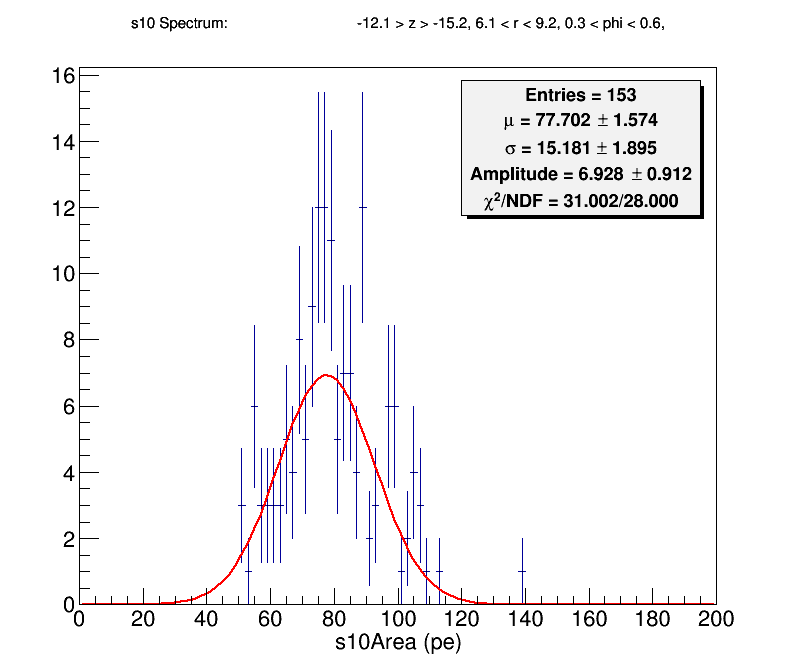 s10 Spectrum: -12.1 > z > -15.2, 6.1 < r < 9.2, 0.3 < phi < 0.6,
Entries = 153
μ = 77.702 ± 1.574
σ = 15.181 ± 1.895
Amplitude = 6.928 ± 0.912
χ²/NDF = 31.002/28.000
16
14
12
10
8
6
4
2
0
0 20 40 60 80 100 120 140 160 180 200
s10Area (pe)